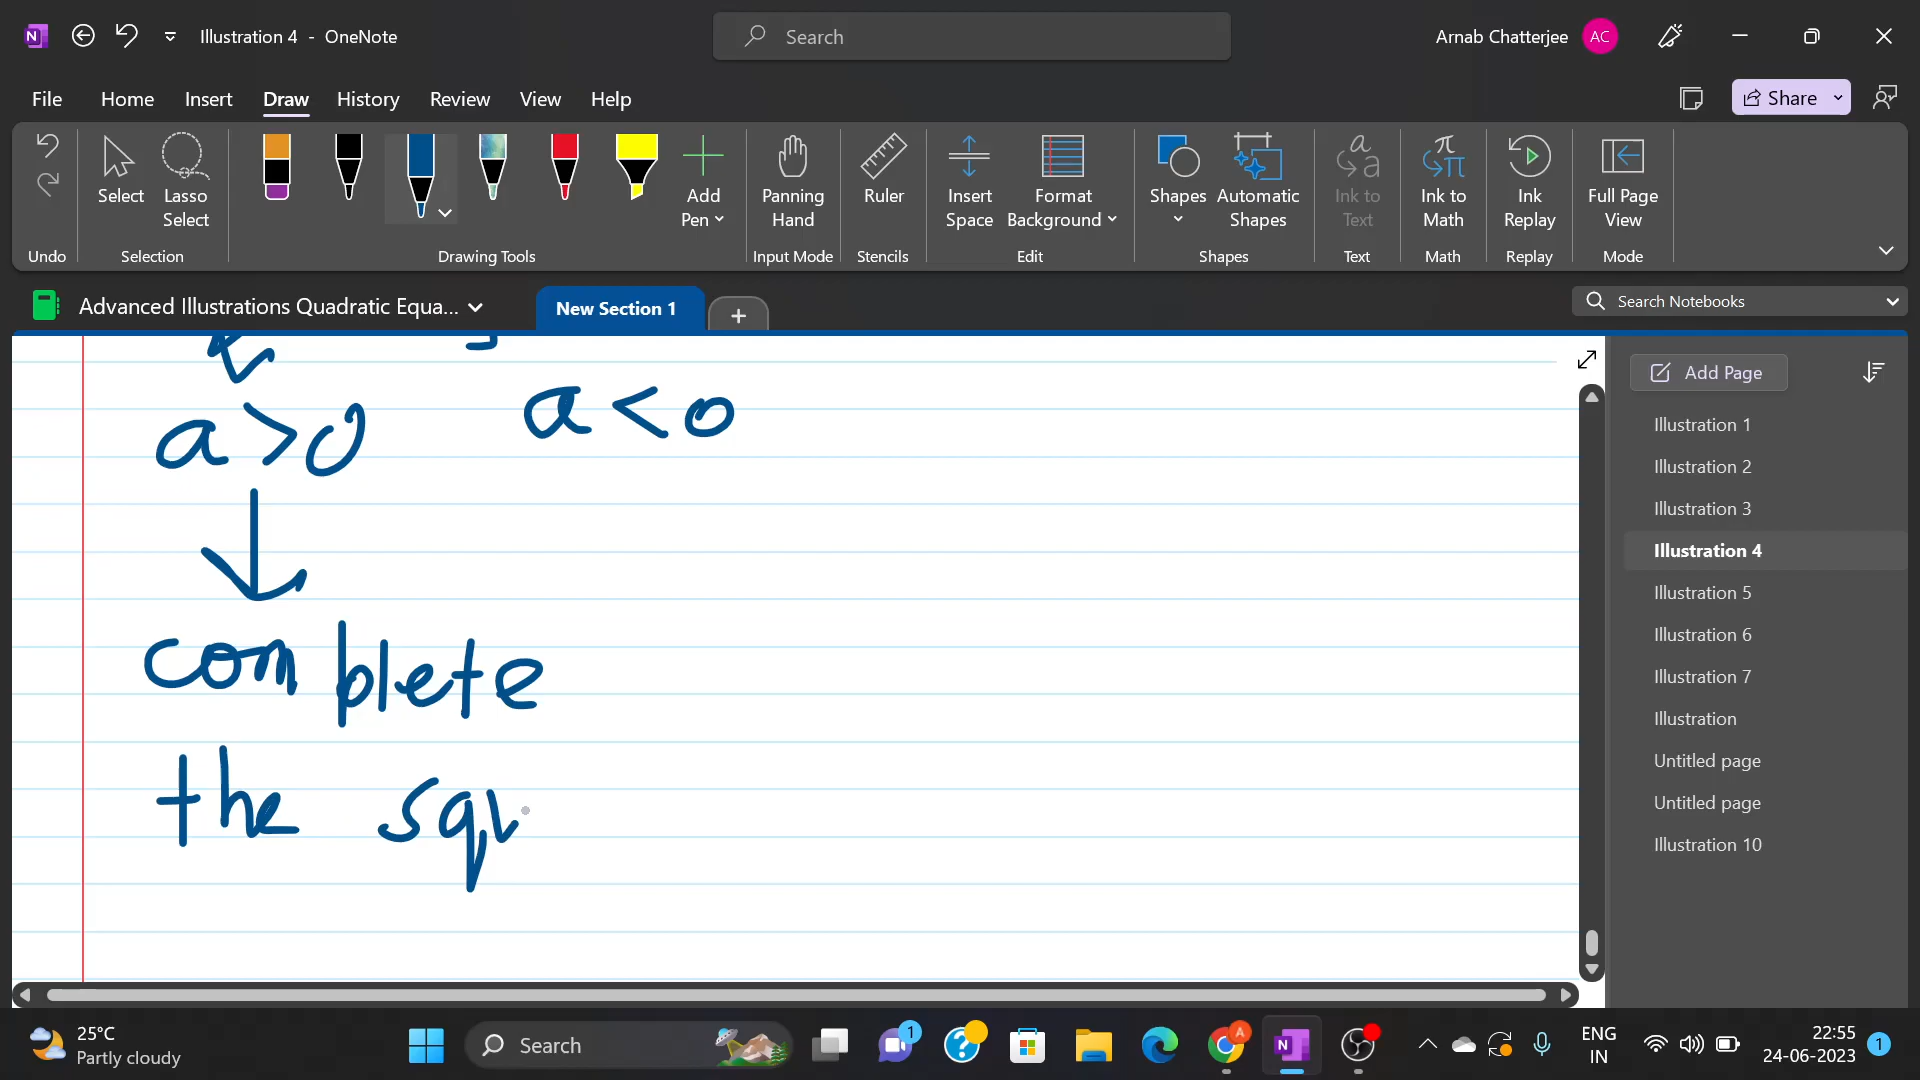 Illustration 4 - OneNote
Search
Arnab Chatterjee
AC
File Home Insert Draw History Review View Help
Share
Select
Lasso Select
Add Pen
Panning Hand
Ruler
Insert Space
Format Background
Shapes
Automatic Shapes
Ink to Text
Ink to Math
Ink Replay
Full Page View
Undo Selection Drawing Tools Input Mode Stencils Edit Shapes Text Math Replay Mode
Advanced Illustrations Quadratic Equa...
New Section 1
Search Notebooks
a>0 a<0
complete
the squ
Add Page
Illustration 1
Illustration 2
Illustration 3
Illustration 4
Illustration 5
Illustration 6
Illustration 7
Illustration
Untitled page
Untitled page
Illustration 10
25°C
Partly cloudy
Search
1
A
ENG
IN
22:55
24-06-2023
1